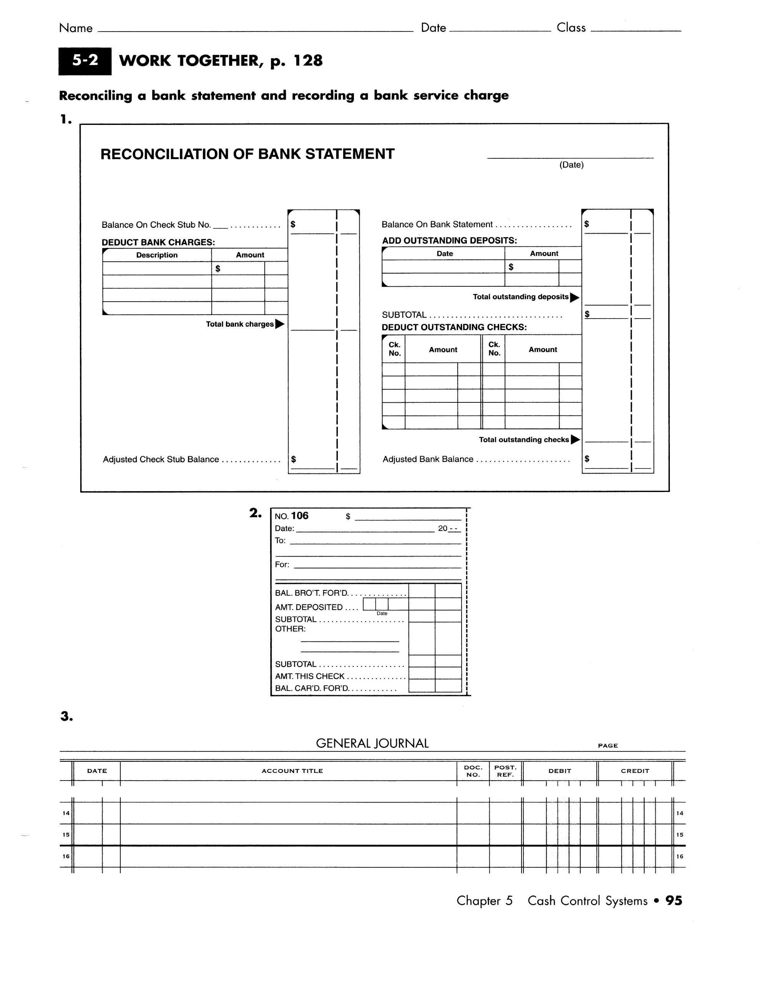 Name Date Class
5-2 WORK TOGETHER, p. 128
Reconciling a bank statement and recording a bank service charge
1.
RECONCILIATION OF BANK STATEMENT
(Date)
Balance On Check Stub No. ___ ............ $
DEDUCT BANK CHARGES:
Description Amount
$
Total bank charges ▶
Adjusted Check Stub Balance .............. $
Balance On Bank Statement .................. $
ADD OUTSTANDING DEPOSITS:
Date Amount
$
Total outstanding deposits ▶
SUBTOTAL ............................... $
DEDUCT OUTSTANDING CHECKS:
Ck. No. Amount Ck. No. Amount
Total outstanding checks ▶
Adjusted Bank Balance ...................... $
2.
NO. 106 $
Date: 20 - -
To:
For:
BAL. BRO'T. FOR'D. ..............
AMT. DEPOSITED ....
Date
SUBTOTAL .....................
OTHER:
SUBTOTAL .....................
AMT. THIS CHECK ...............
BAL. CAR'D. FOR'D. ............
3.
GENERAL JOURNAL PAGE
DATE ACCOUNT TITLE DOC. NO. POST. REF. DEBIT CREDIT
14 14
15 15
16 16
Chapter 5 Cash Control Systems • 95